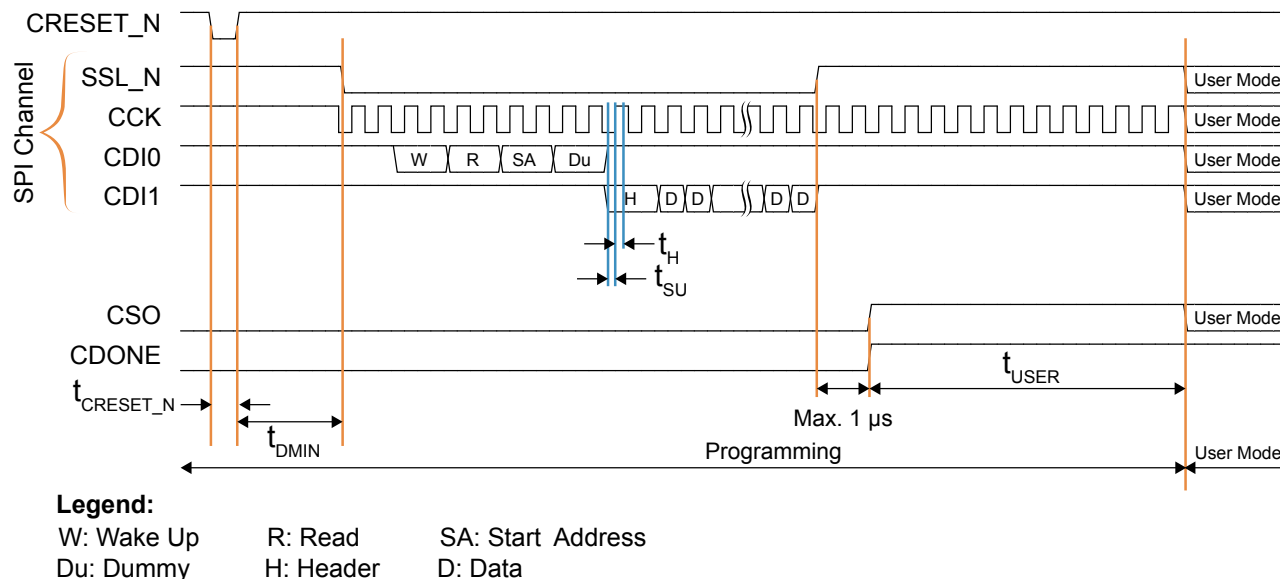 CRESET_N
SPI Channel
SSL_N
User Mode
CCK
User Mode
CDI0
W R SA Du
User Mode
CDI1
H D D D D
User Mode
tH
tSU
CSO
User Mode
CDONE
tCRESET_N
tUSER
tDMIN
Max. 1 µs
Programming
User Mode
Legend:
W: Wake Up R: Read SA: Start Address
Du: Dummy H: Header D: Data